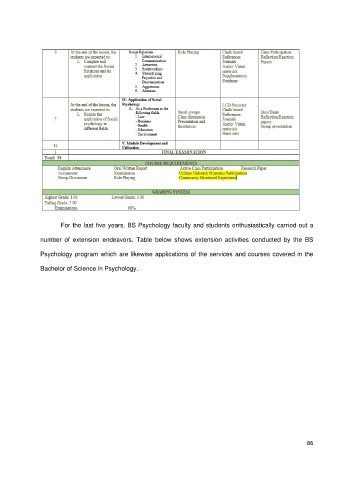 8
At the end of the lesson, the students are expected to:
1. Compare and contrast the Social Relations and its application
Social Relations
1. Interpersonal Communication
2. Attraction
3. Relationships
4. Stereotyping, Prejudice and Discrimination
5. Aggression
6. Altruism
Role Playing
Chalk board
References
Journals
Audio/ Visual materials
Supplementary Readings
Class Participation
Reflection/Reaction Papers
7
At the end of the lesson, the students are expected to:
1. Realize the application of Social psychology in different fields
IV. Application of Social Psychology
A. As a Profession in the following fields:
- Law
- Business
- Health
- Education
- Environment
Small groups
Class discussion
Presentation and facilitation
LCD Projector
Chalk board
References
Journals
Audio/ Visual materials
Hand outs
Quiz/Exam
Reflection/Reaction papers
Group presentation
12
V. Module Development and Utilization
3
FINAL EXAMINATION
Total: 54
COURSE REQUIREMENTS:
Regular Attendance Oral/Written Report Active Class Participation Research Paper
Assignment Examination College Outreach Program Participation
Group Discussion Role-Playing Community Structured Experience
GRADING SYSTEM
Highest Grade: 1.00 Lowest Grade: 3.00
Failing Grade: 5.00
Examinations 60%
For the last five years, BS Psychology faculty and students enthusiastically carried out a
number of extension endeavors. Table below shows extension activities conducted by the BS
Psychology program which are likewise applications of the services and courses covered in the
Bachelor of Science in Psychology.
86